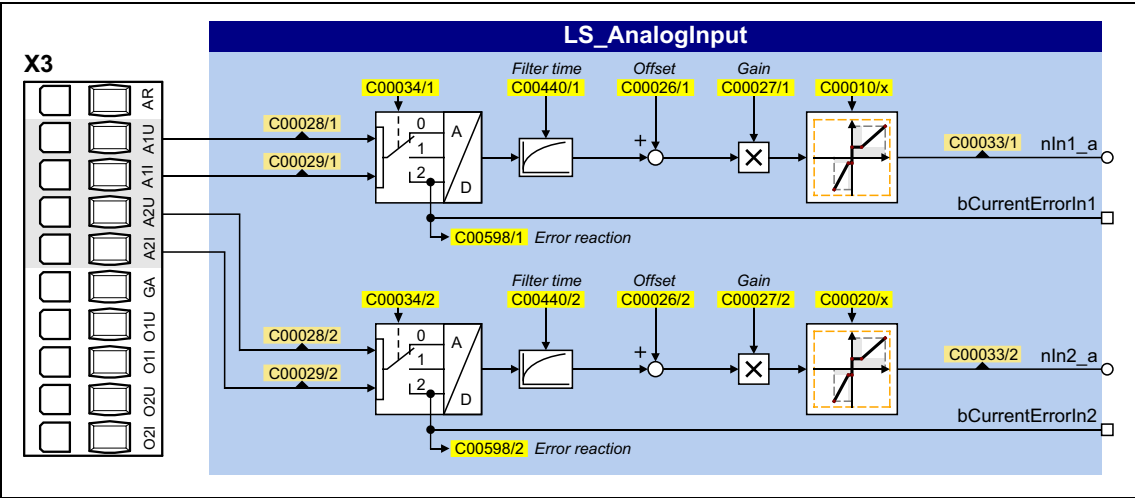 LS_AnalogInput
X3
AR
A1U
A1I
A2U
A2I
GA
O1U
O1I
O2U
O2I
Filter time
Offset
Gain
C00034/1
C00440/1
C00026/1
C00027/1
C00010/x
C00028/1
C00029/1
0
1
2
A
D
+
C00033/1
nIn1_a
bCurrentErrorIn1
C00598/1 Error reaction
Filter time
Offset
Gain
C00034/2
C00440/2
C00026/2
C00027/2
C00020/x
C00028/2
C00029/2
0
1
2
A
D
+
C00033/2
nIn2_a
bCurrentErrorIn2
C00598/2 Error reaction